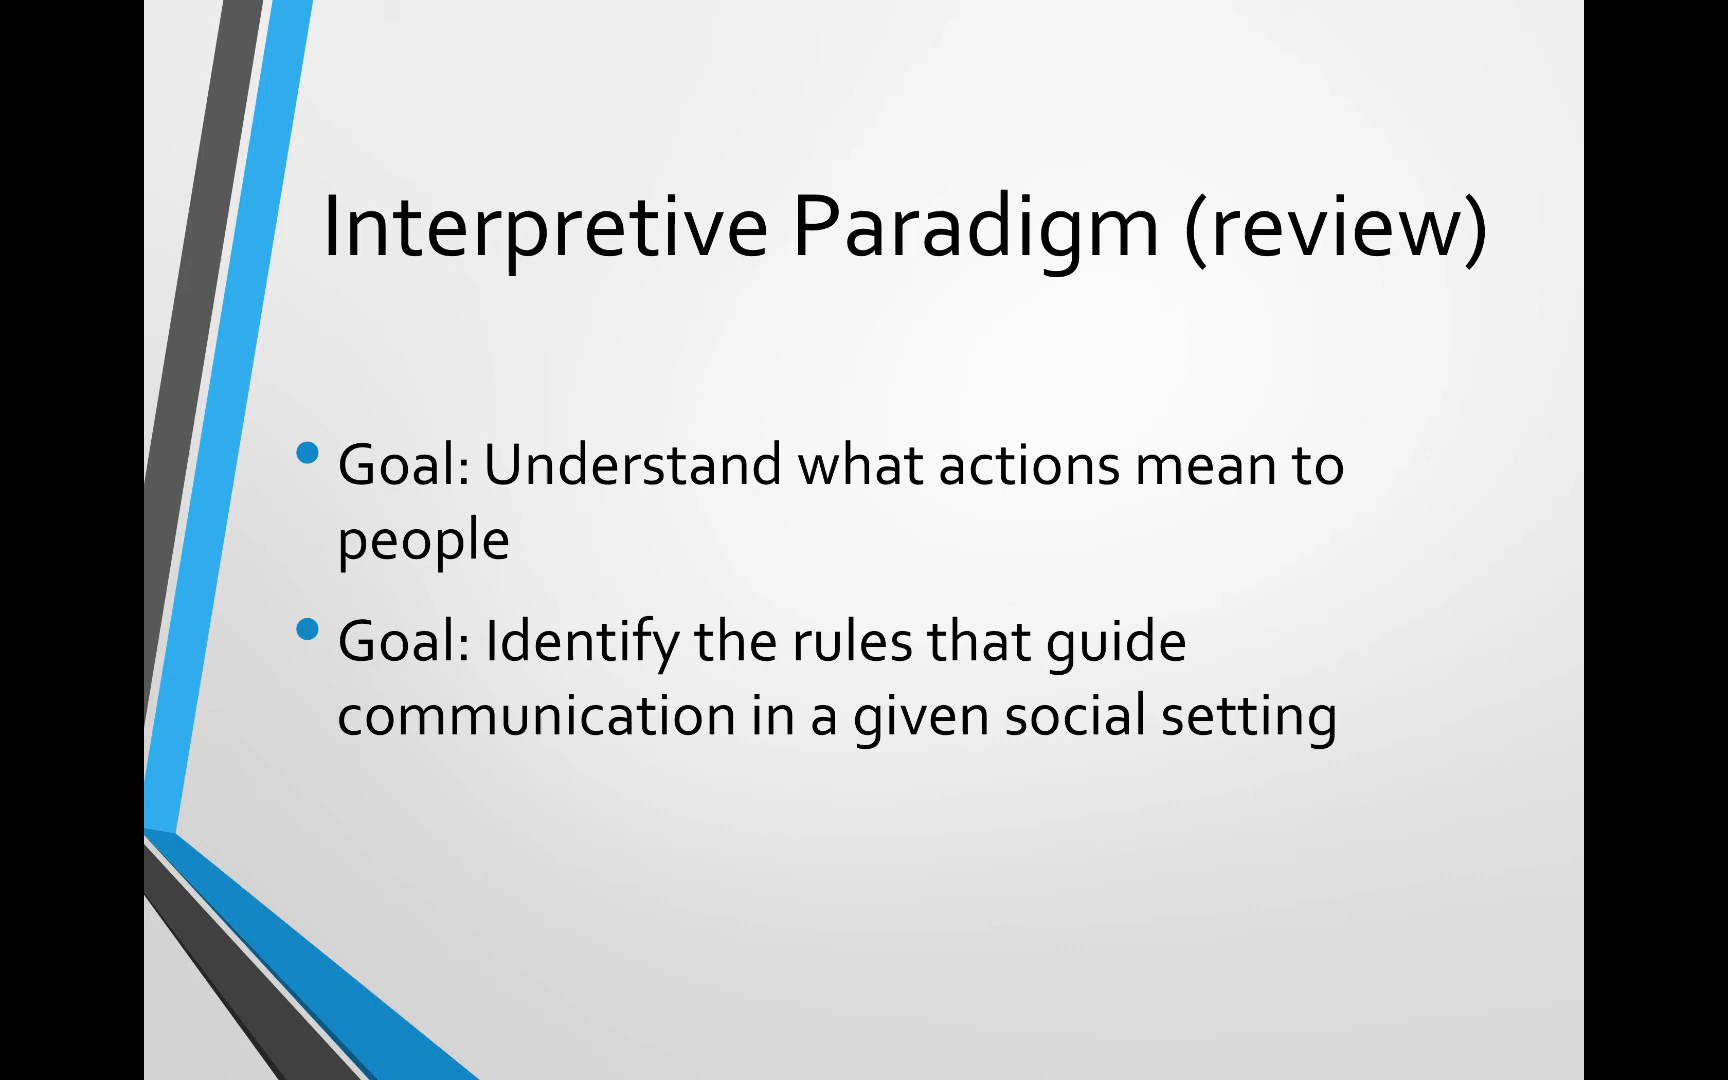 Interpretive Paradigm (review)
• Goal: Understand what actions mean to
people
• Goal: Identify the rules that guide
communication in a given social setting